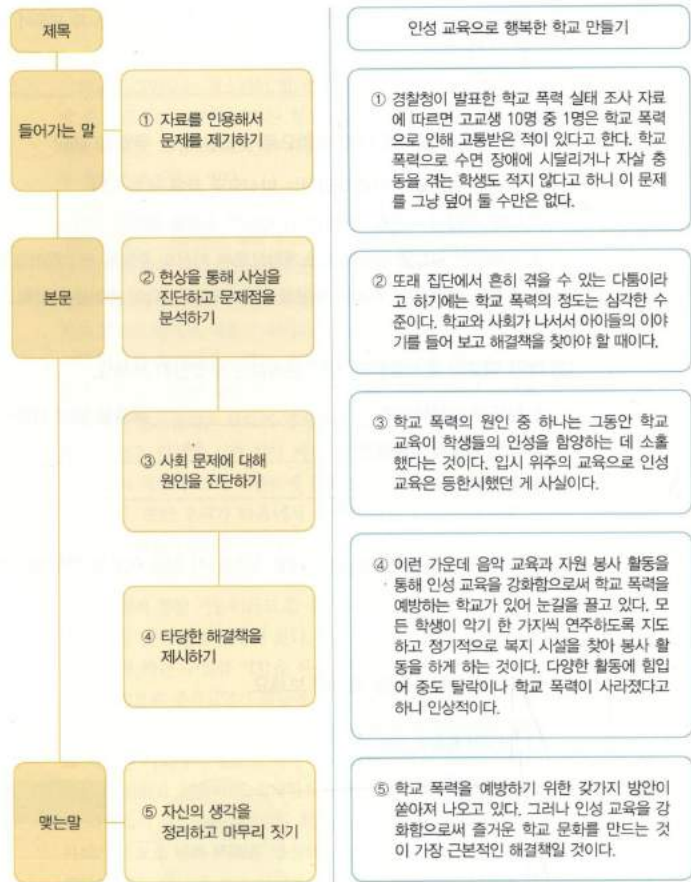 제목
인성 교육으로 행복한 학교 만들기
들어가는 말
① 자료를 인용해서
문제를 제기하기
① 경찰청이 발표한 학교 폭력 실태 조사 자료
에 따르면 고교생 10명 중 1명은 학교 폭력
으로 인해 고통받은 적이 있다고 한다. 학교
폭력으로 수면 장애에 시달리거나 자살 충
동을 겪는 학생도 적지 않다고 하니 이 문제
를 그냥 덮어 둘 수만은 없다.
본문
② 현상을 통해 사실을
진단하고 문제점을
분석하기
② 또래 집단에서 흔히 겪을 수 있는 다툼이라
고 하기에는 학교 폭력의 정도는 심각한 수
준이다. 학교와 사회가 나서서 아이들의 이야
기를 들어 보고 해결책을 찾아야 할 때이다.
③ 사회 문제에 대해
원인을 진단하기
③ 학교 폭력의 원인 중 하나는 그동안 학교
교육이 학생들의 인성을 함양하는 데 소홀
했다는 것이다. 입시 위주의 교육으로 인성
교육은 등한시했던 게 사실이다.
④ 타당한 해결책을
제시하기
④ 이런 가운데 음악 교육과 자원 봉사 활동을
통해 인성 교육을 강화함으로써 학교 폭력을
예방하는 학교가 있어 눈길을 끌고 있다. 모
든 학생이 악기 한 가지씩 연주하도록 지도
하고 정기적으로 복지 시설을 찾아 봉사 활
동을 하게 하는 것이다. 다양한 활동에 힘입
어 중도 탈락이나 학교 폭력이 사라졌다고
하니 인상적이다.
맺는말
⑤ 자신의 생각을
정리하고 마무리 짓기
⑤ 학교 폭력을 예방하기 위한 갖가지 방안이
쏟아져 나오고 있다. 그러나 인성 교육을 강
화함으로써 즐거운 학교 문화를 만드는 것
이 가장 근본적인 해결책일 것이다.